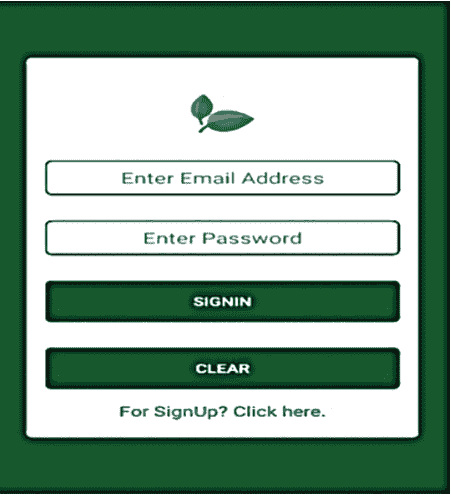 Enter Email Address
Enter Password
SIGNIN
CLEAR
For SignUp? Click here.